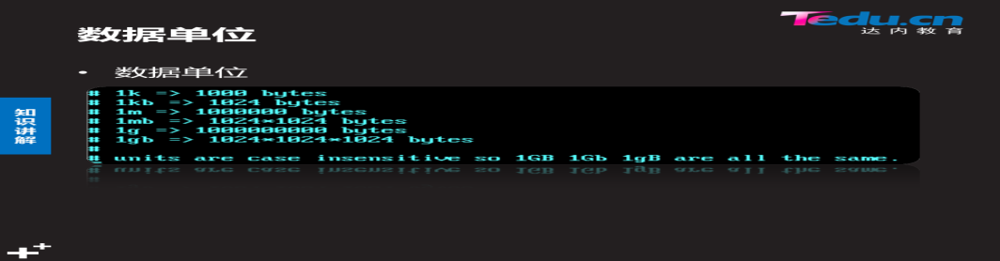 Tedu.cn
达内教育
数据单位
• 数据单位
# 1k => 1000 bytes
# 1kb => 1024 bytes
# 1m => 1000000 bytes
# 1mb => 1024*1024 bytes
# 1g => 1000000000 bytes
# 1gb => 1024*1024*1024 bytes
#
# units are case insensitive so 1GB 1Gb 1gB are all the same.
知
识
讲
解